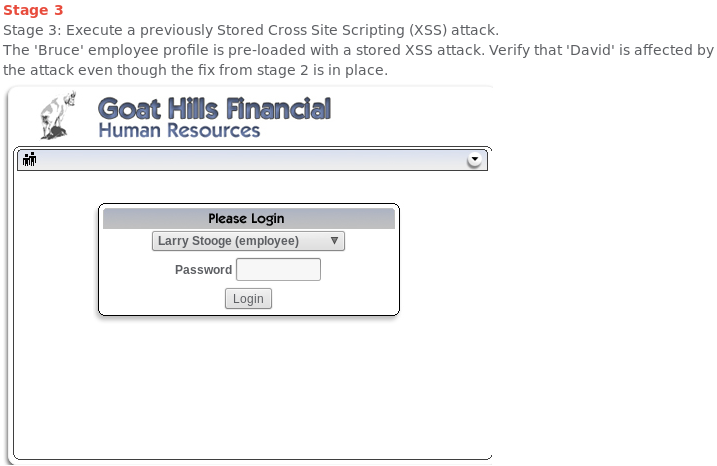 Stage 3
Stage 3: Execute a previously Stored Cross Site Scripting (XSS) attack.
The 'Bruce' employee profile is pre-loaded with a stored XSS attack. Verify that 'David' is affected by
the attack even though the fix from stage 2 is in place.
Goat Hills Financial
Human Resources
Please Login
Larry Stooge (employee)
Password
Login